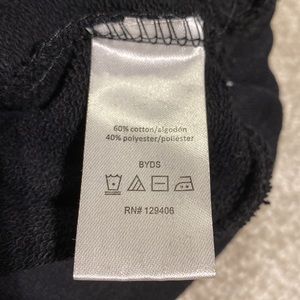 60% cotton/algodón
40% polyester/poliéster
BYDS
RN# 129406